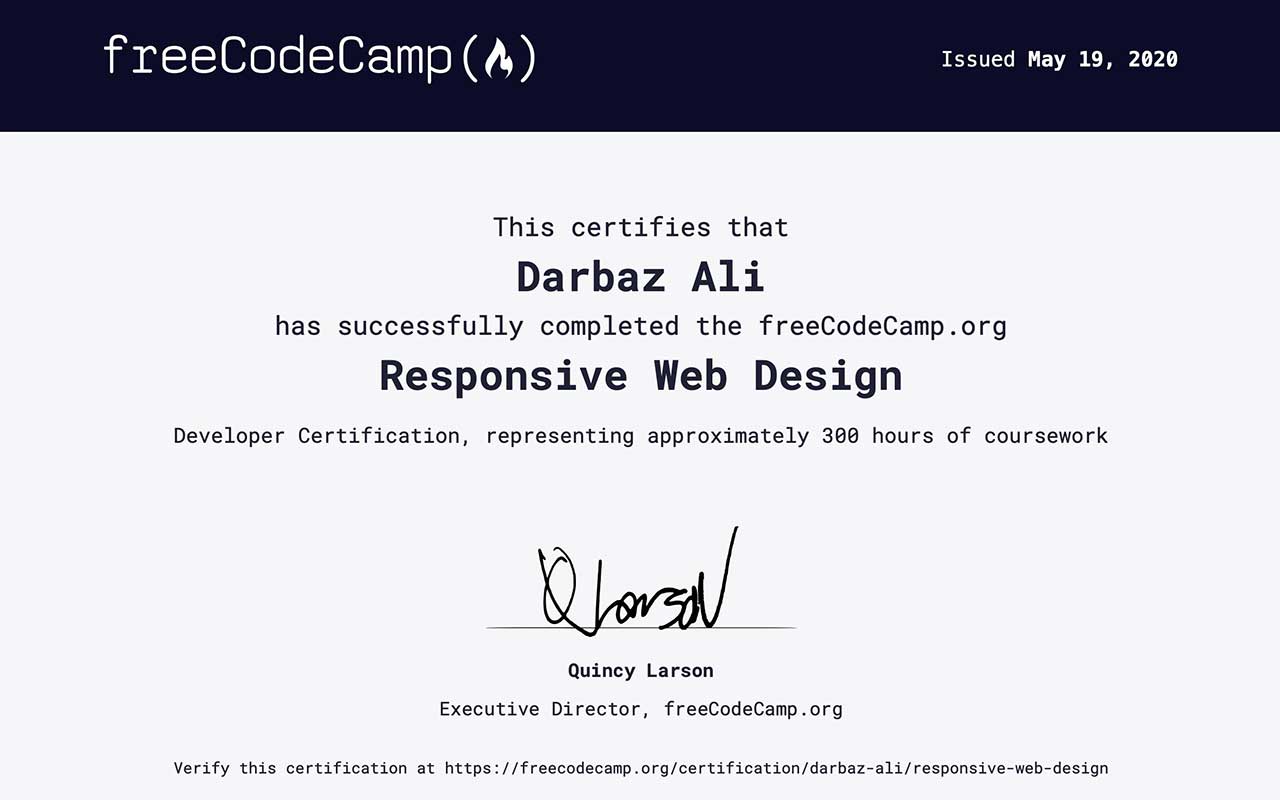 freeCodeCamp(🔥)
Issued May 19, 2020
This certifies that
Darbaz Ali
has successfully completed the freeCodeCamp.org
Responsive Web Design
Developer Certification, representing approximately 300 hours of coursework
Q Larson
Quincy Larson
Executive Director, freeCodeCamp.org
Verify this certification at https://freecodecamp.org/certification/darbaz-ali/responsive-web-design